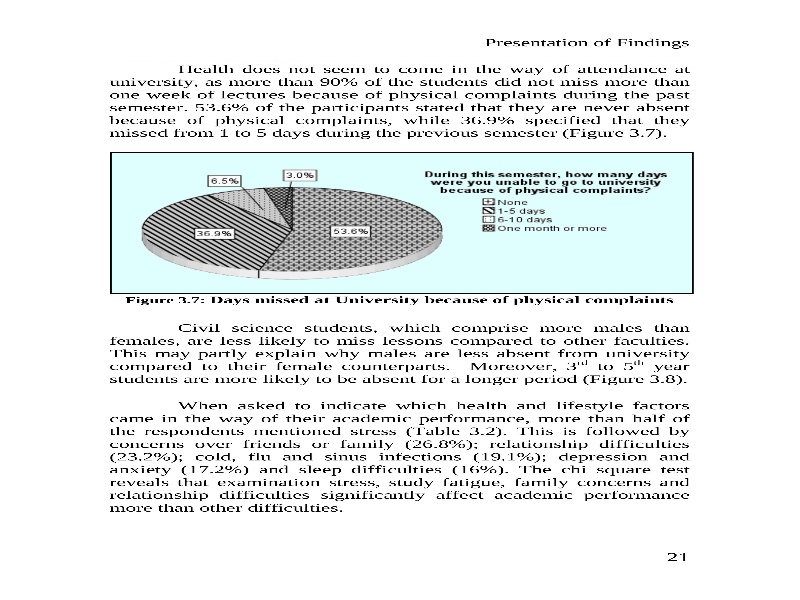 Presentation of Findings
Health does not seem to come in the way of attendance at
university, as more than 90% of the students did not miss more than
one week of lectures because of physical complaints during the past
semester. 53.6% of the participants stated that they are never absent
because of physical complaints, while 36.9% specified that they
missed from 1 to 5 days during the previous semester (Figure 3.7).
3.0%
6.5%
36.9%
53.6%
During this semester, how many days
were you unable to go to university
because of physical complaints?
None
1-5 days
6-10 days
One month or more
Figure 3.7: Days missed at University because of physical complaints
Civil science students, which comprise more males than
females, are less likely to miss lessons compared to other faculties.
This may partly explain why males are less absent from university
compared to their female counterparts. Moreover, 3rd to 5th year
students are more likely to be absent for a longer period (Figure 3.8).
When asked to indicate which health and lifestyle factors
came in the way of their academic performance, more than half of
the respondents mentioned stress (Table 3.2). This is followed by
concerns over friends or family (26.8%); relationship difficulties
(23.2%); cold, flu and sinus infections (19.1%); depression and
anxiety (17.2%) and sleep difficulties (16%). The chi square test
reveals that examination stress, study fatigue, family concerns and
relationship difficulties significantly affect academic performance
more than other difficulties.
21